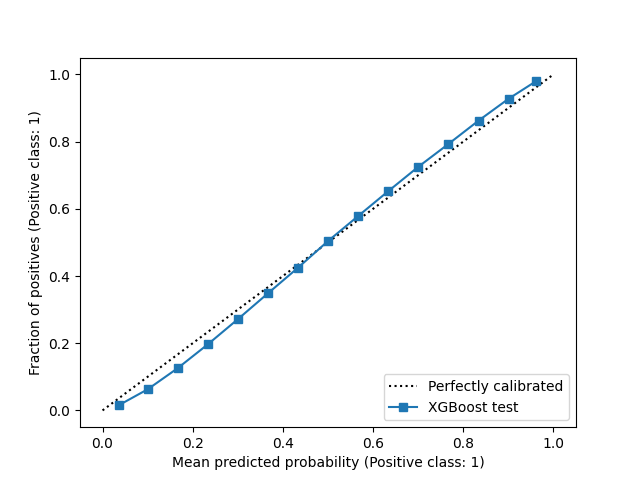 1.0
0.8
0.6
0.4
0.2
0.0
Fraction of positives (Positive class: 1)
Perfectly calibrated
XGBoost test
0.0 0.2 0.4 0.6 0.8 1.0
Mean predicted probability (Positive class: 1)